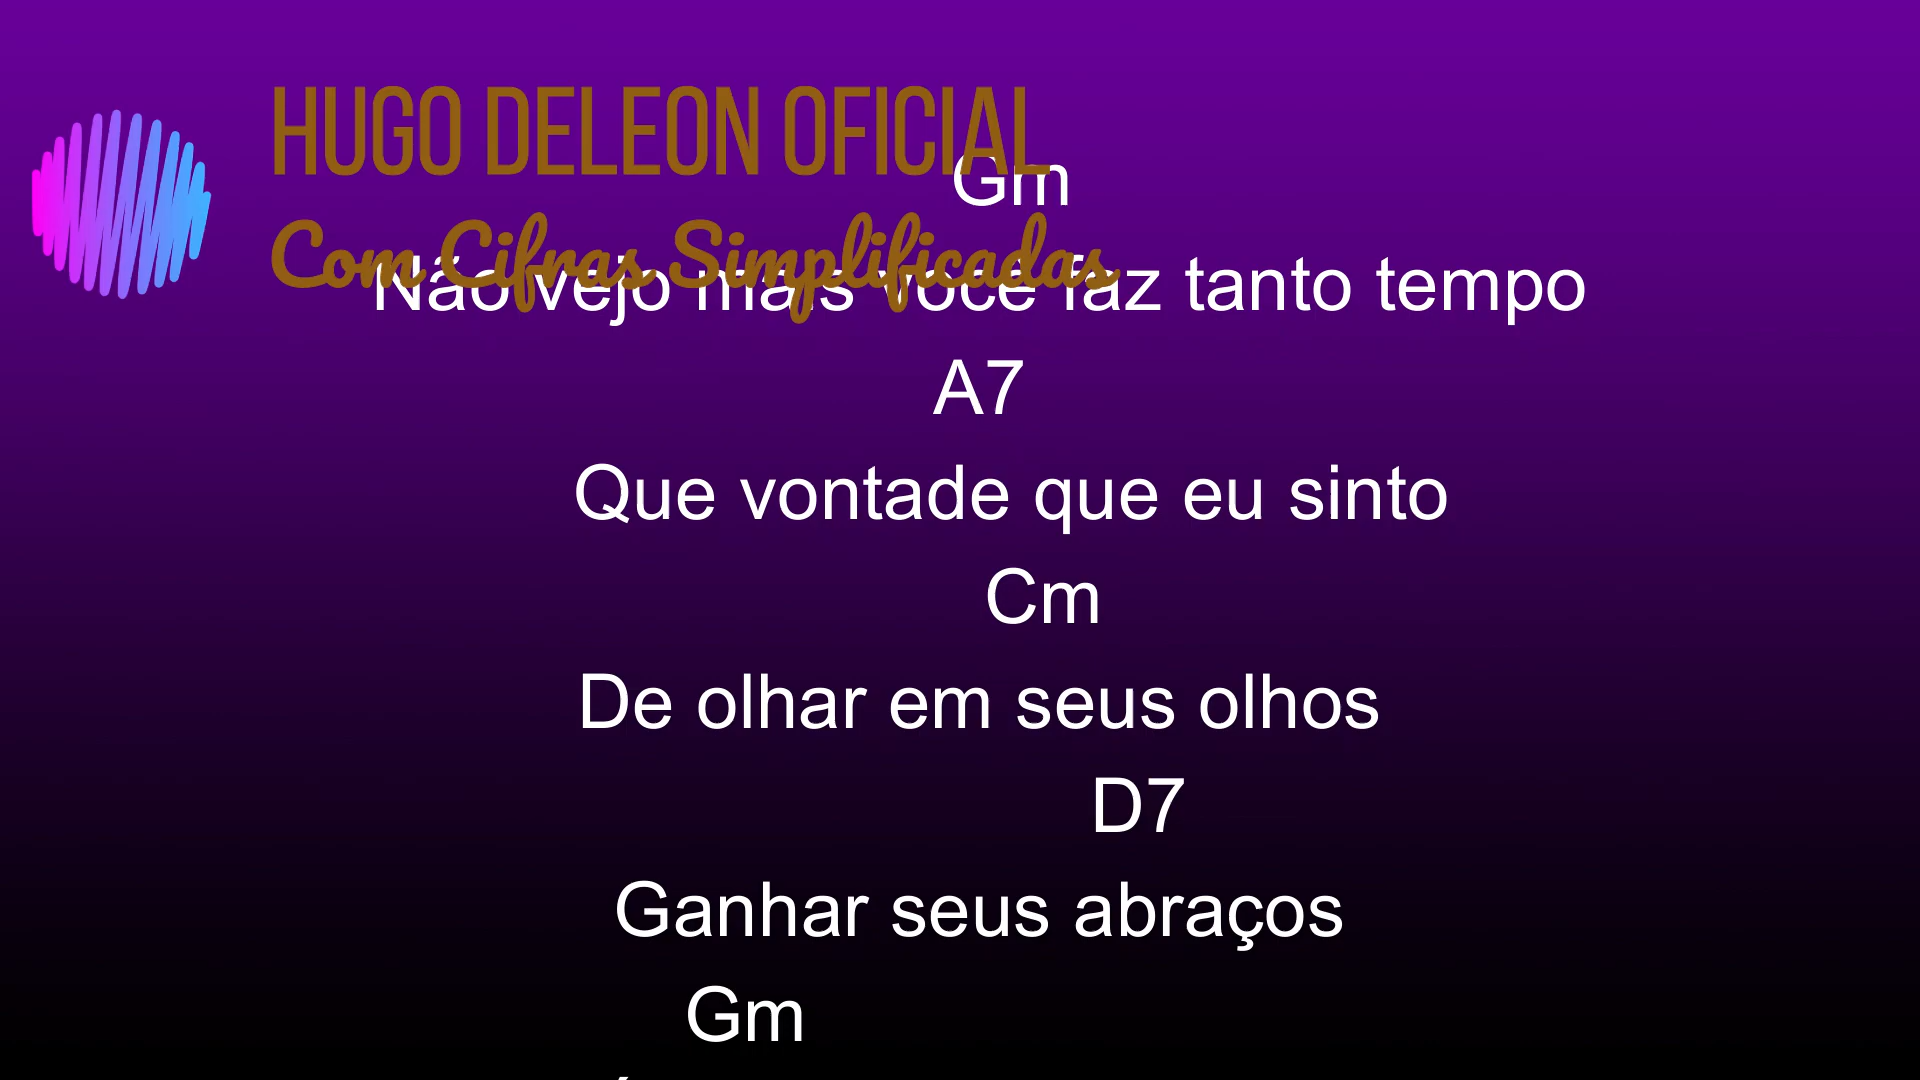 HUGO DELEON OFICIAL
Gm
Com Cifras Simplificadas
Não vejo mais você faz tanto tempo
A7
Que vontade que eu sinto
Cm
De olhar em seus olhos
D7
Ganhar seus abraços
Gm